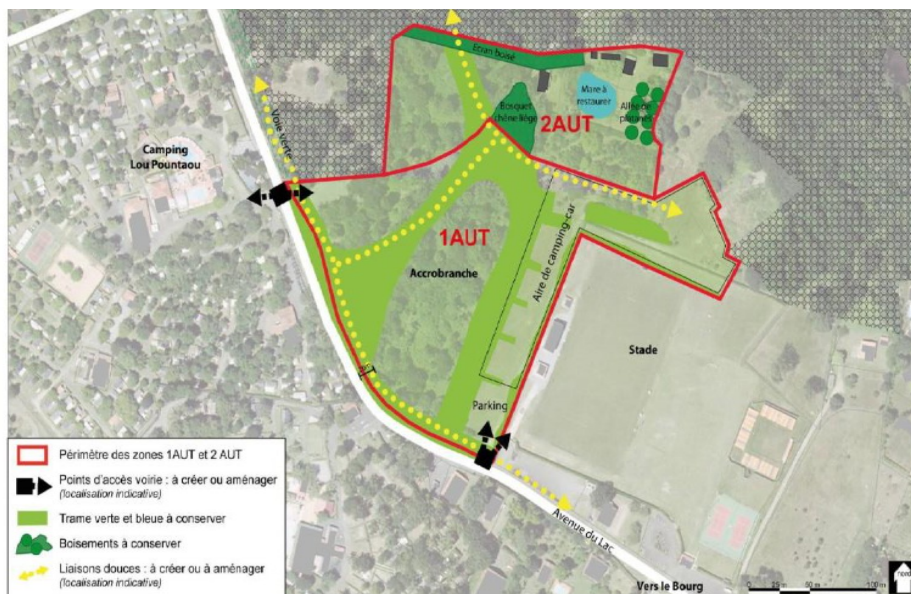 Ecran boisé
Bosquet
chêne liège
Mare à
restaurer
Allée de
platanes
2AUT
Voie verte
Camping
Lou Pountaou
1AUT
Accrobranche
Aire de camping-car
Stade
Parking
Avenue du Lac
Vers le Bourg
Périmètre des zones 1AUT et 2 AUT
Points d'accès voirie : à créer ou aménager
(localisation indicative)
Trame verte et bleue à conserver
Boisements à conserver
Liaisons douces : à créer ou à aménager
(localisation indicative)
0 25 50 100 m
nord